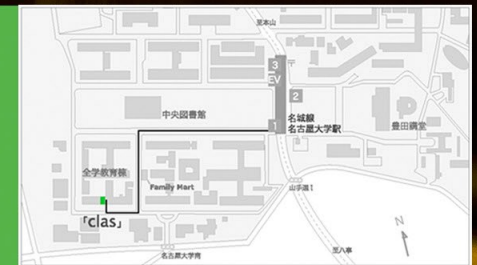 至本山
3
EV
2
1
名城線
名古屋大学駅
中央図書館
豊田講堂
全学教育棟
Family Mart
山手通1
「clas」
名古屋大学南
至八事
N